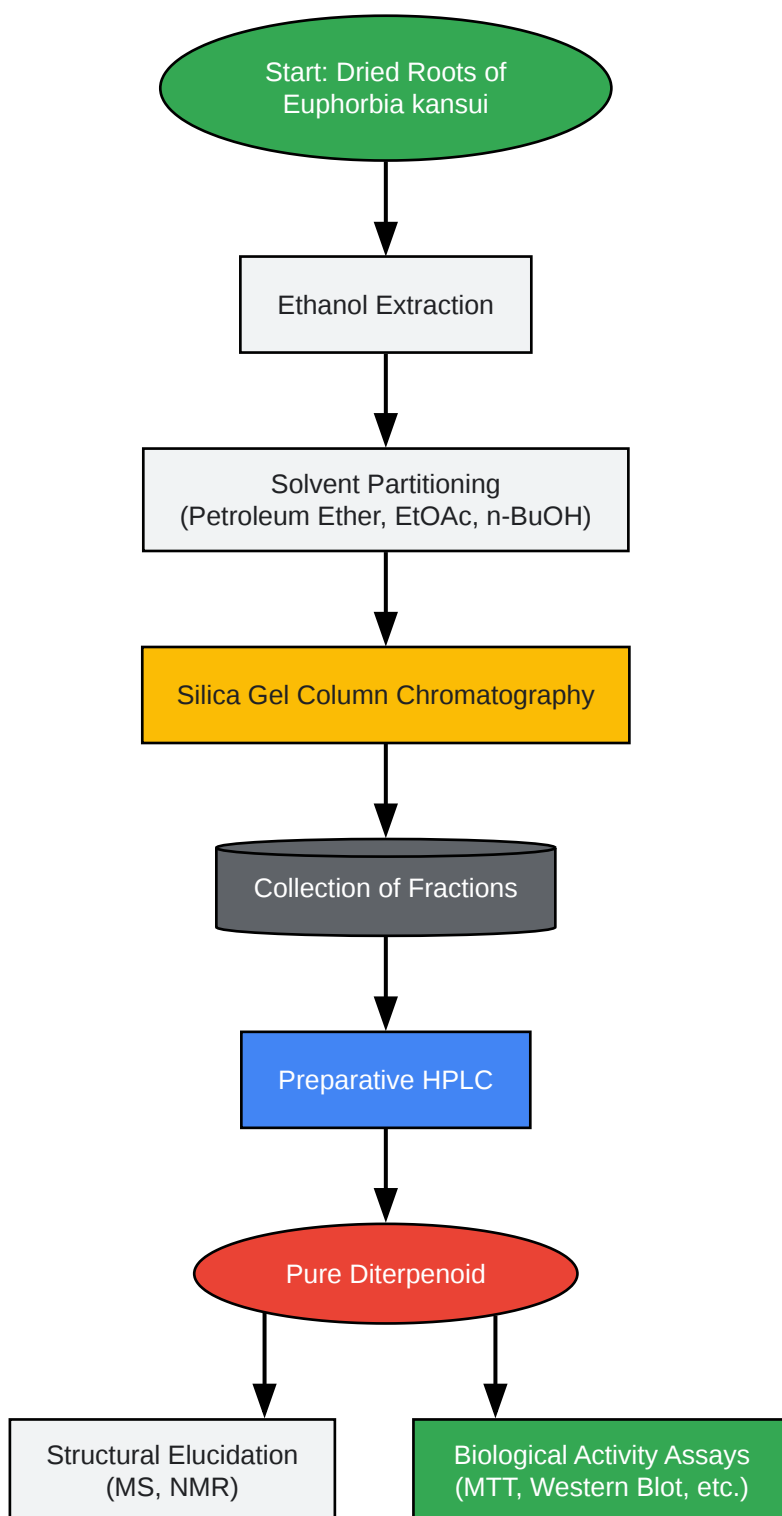 Start: Dried Roots of
Euphorbia kansui
Ethanol Extraction
Solvent Partitioning
(Petroleum Ether, EtOAc, n-BuOH)
Silica Gel Column Chromatography
Collection of Fractions
Preparative HPLC
Pure Diterpenoid
Structural Elucidation
(MS, NMR)
Biological Activity Assays
(MTT, Western Blot, etc.)